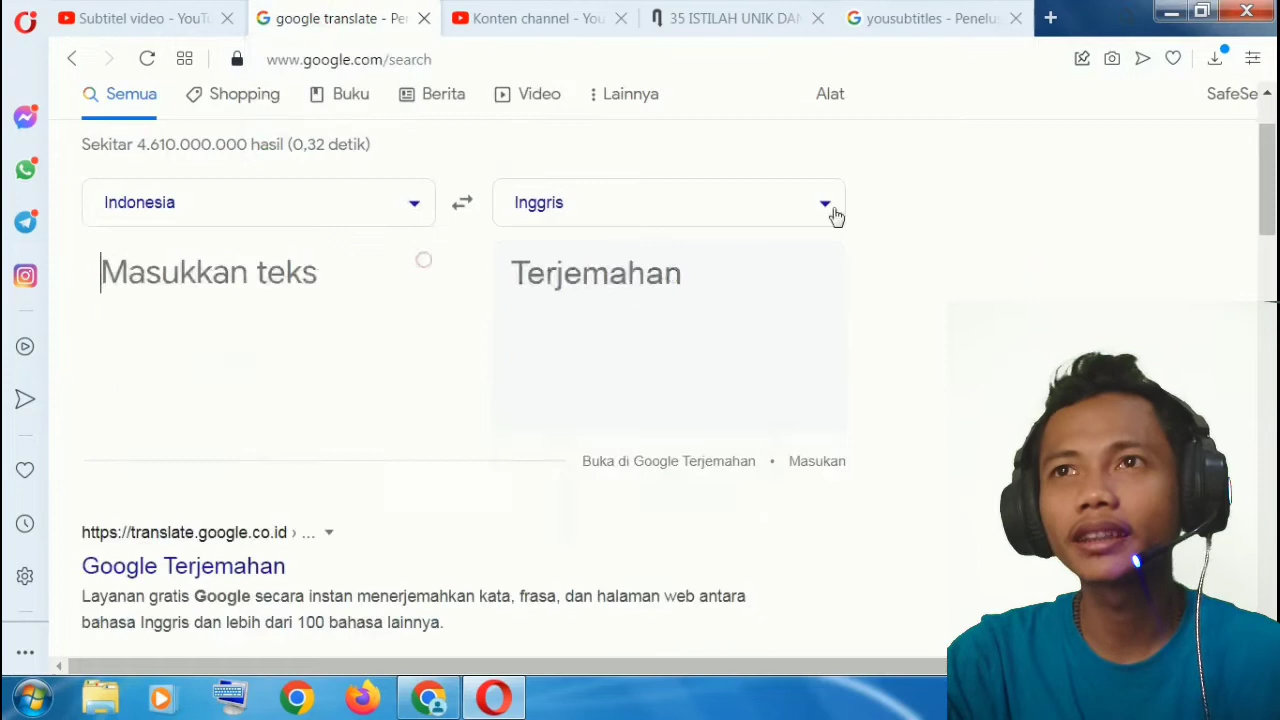 Subtitel video - YouTu
google translate - Pe
Konten channel - You
35 ISTILAH UNIK DAN
yousubtitles - Penelus
www.google.com/search
Semua
Shopping
Buku
Berita
Video
Lainnya
Alat
SafeSe
Sekitar 4.610.000.000 hasil (0,32 detik)
Indonesia
Inggris
Masukkan teks
Terjemahan
Buka di Google Terjemahan • Masukan
https://translate.google.co.id › ...
Google Terjemahan
Layanan gratis Google secara instan menerjemahkan kata, frasa, dan halaman web antara
bahasa Inggris dan lebih dari 100 bahasa lainnya.